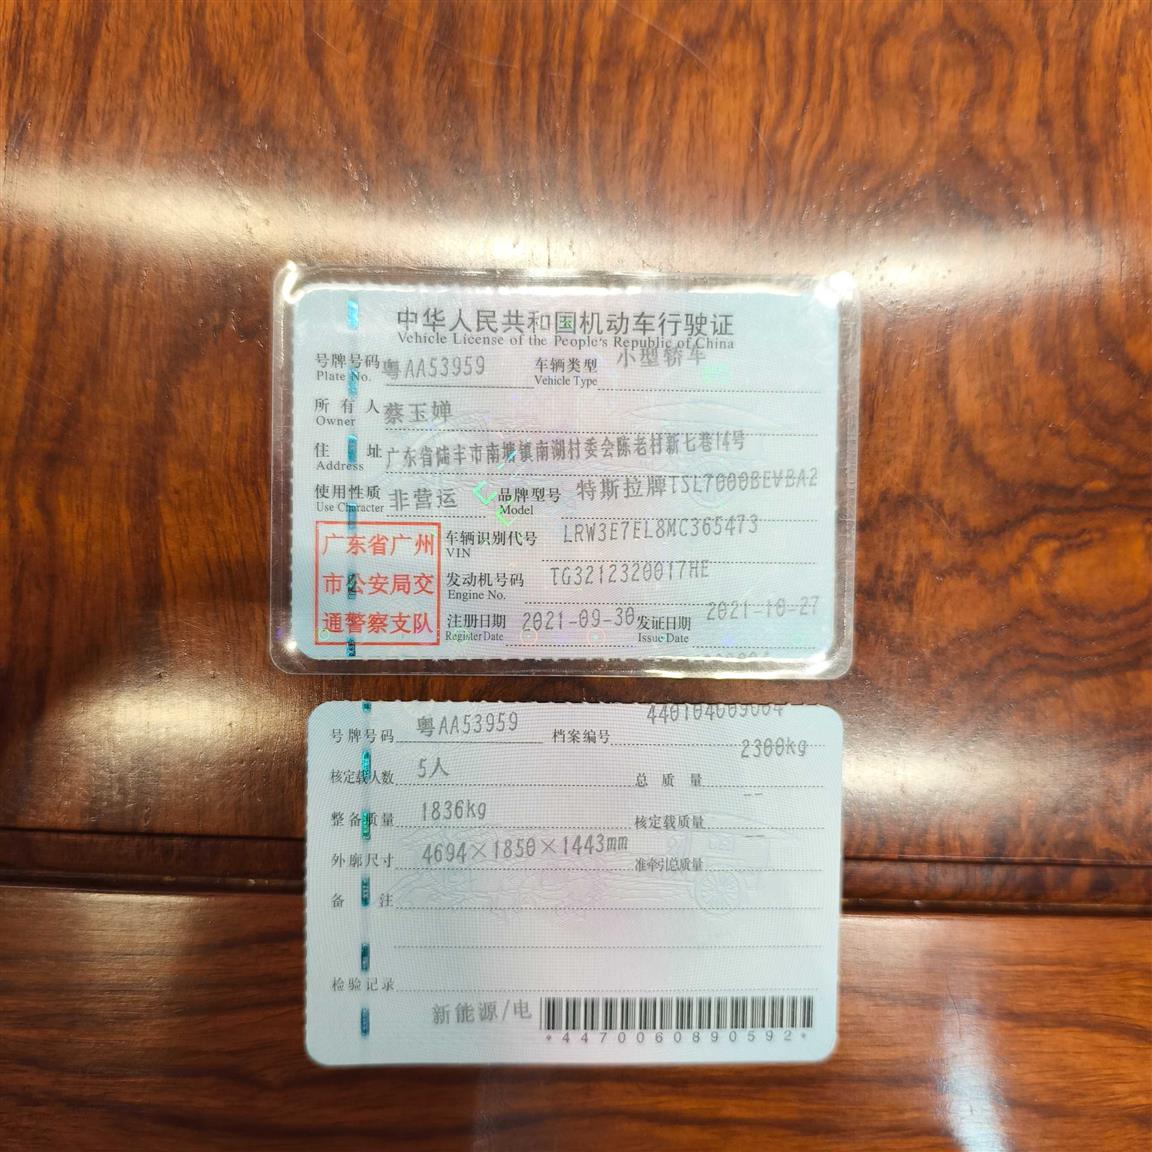 中华人民共和国机动车行驶证
Vehicle License of the People's Republic of China
号牌号码 粤AA53959 车辆类型 小型轿车
Plate No. Vehicle Type
所有人 蔡玉婵
Owner
住址 广东省陆丰市南塘镇南湖村委会陈老村新七巷14号
Address
使用性质 非营运 品牌型号 特斯拉牌TSL7000BEVBA2
Use Character Model
广东省广州
市公安局交
通警察支队
车辆识别代号 LRW3E7EL8MC365473
VIN
发动机号码 TG3212320017HE
Engine No.
注册日期 2021-09-30 发证日期 2021-10-27
Register Date Issue Date
号牌号码 粤AA53959 档案编号 440104009004
核定载人数 5人 总质量 2300kg
整备质量 1836kg 核定载质量 --
外廓尺寸 4694×1850×1443mm 准牵引总质量 --
备注
检验记录
新能源/电
*4470060890592*